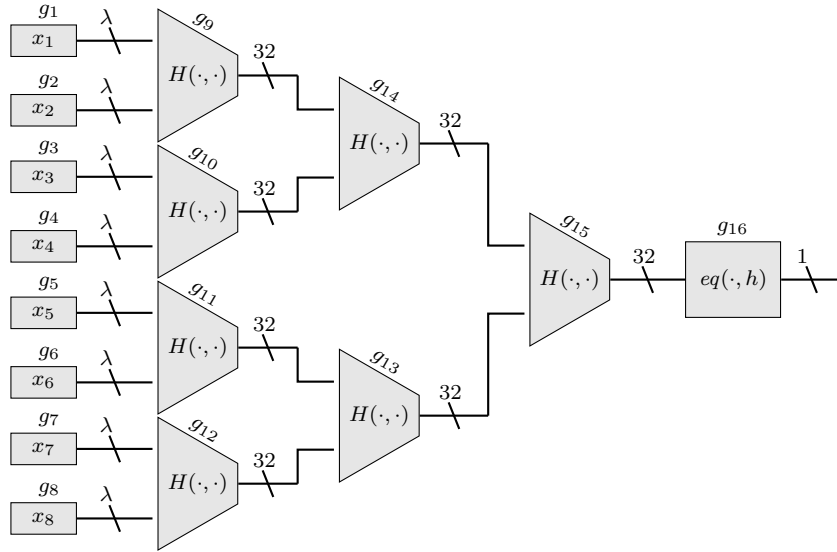 g1
x1
λ
g2
x2
λ
g9
H(·, ·)
32
g3
x3
λ
g4
x4
λ
g10
H(·, ·)
32
g14
H(·, ·)
32
g5
x5
λ
g6
x6
λ
g11
H(·, ·)
32
g7
x7
λ
g8
x8
λ
g12
H(·, ·)
32
g13
H(·, ·)
32
g15
H(·, ·)
32
g16
eq(·, h)
1